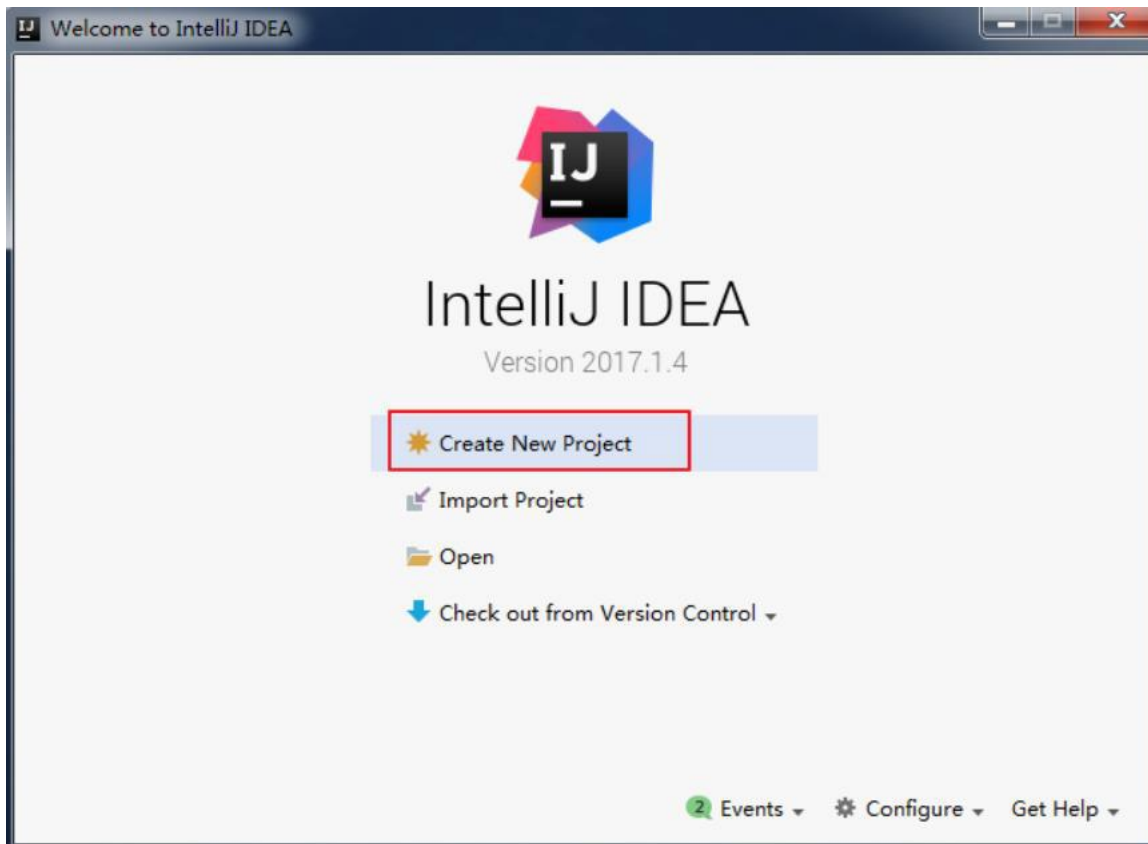 Welcome to IntelliJ IDEA
IJ
IntelliJ IDEA
Version 2017.1.4
Create New Project
Import Project
Open
Check out from Version Control
2 Events Configure Get Help